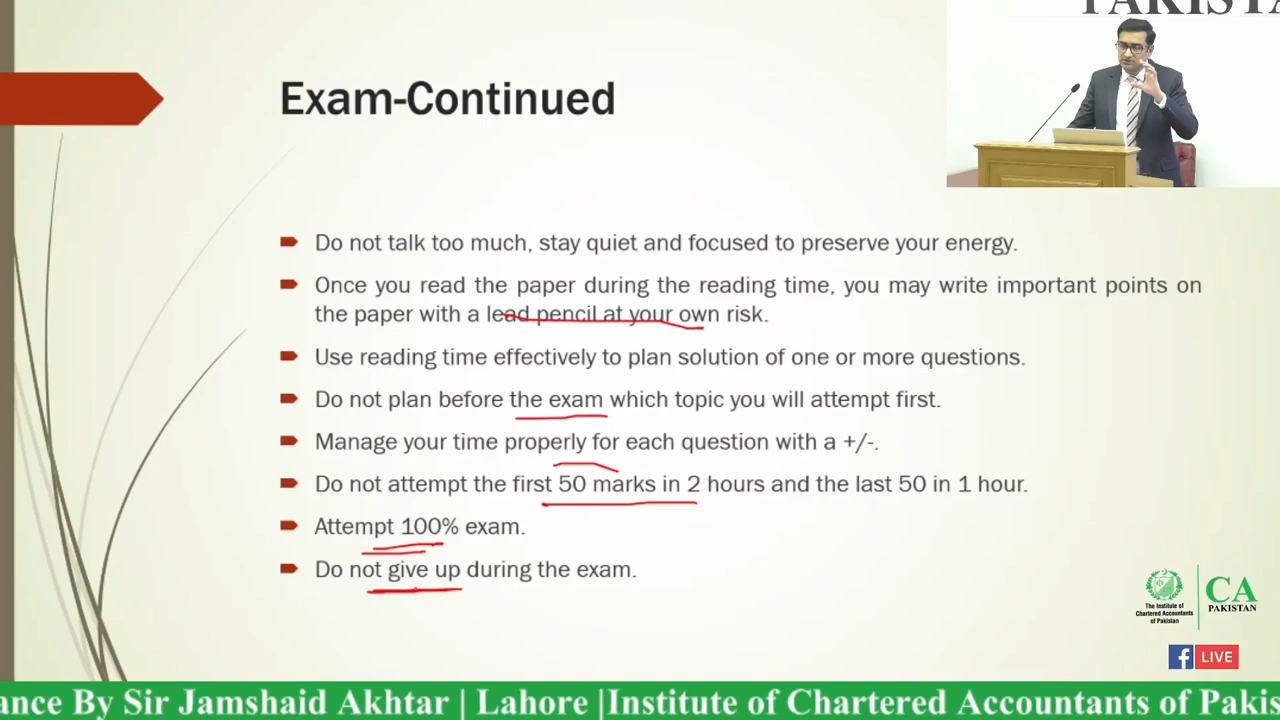 PAKISTA
Exam-Continued
Do not talk too much, stay quiet and focused to preserve your energy.
Once you read the paper during the reading time, you may write important points on
the paper with a lead pencil at your own risk.
Use reading time effectively to plan solution of one or more questions.
Do not plan before the exam which topic you will attempt first.
Manage your time properly for each question with a +/-.
Do not attempt the first 50 marks in 2 hours and the last 50 in 1 hour.
Attempt 100% exam.
Do not give up during the exam.
The Institute of
Chartered Accountants
of Pakistan
CA
PAKISTAN
f LIVE
ance By Sir Jamshaid Akhtar | Lahore |Institute of Chartered Accountants of Pakis